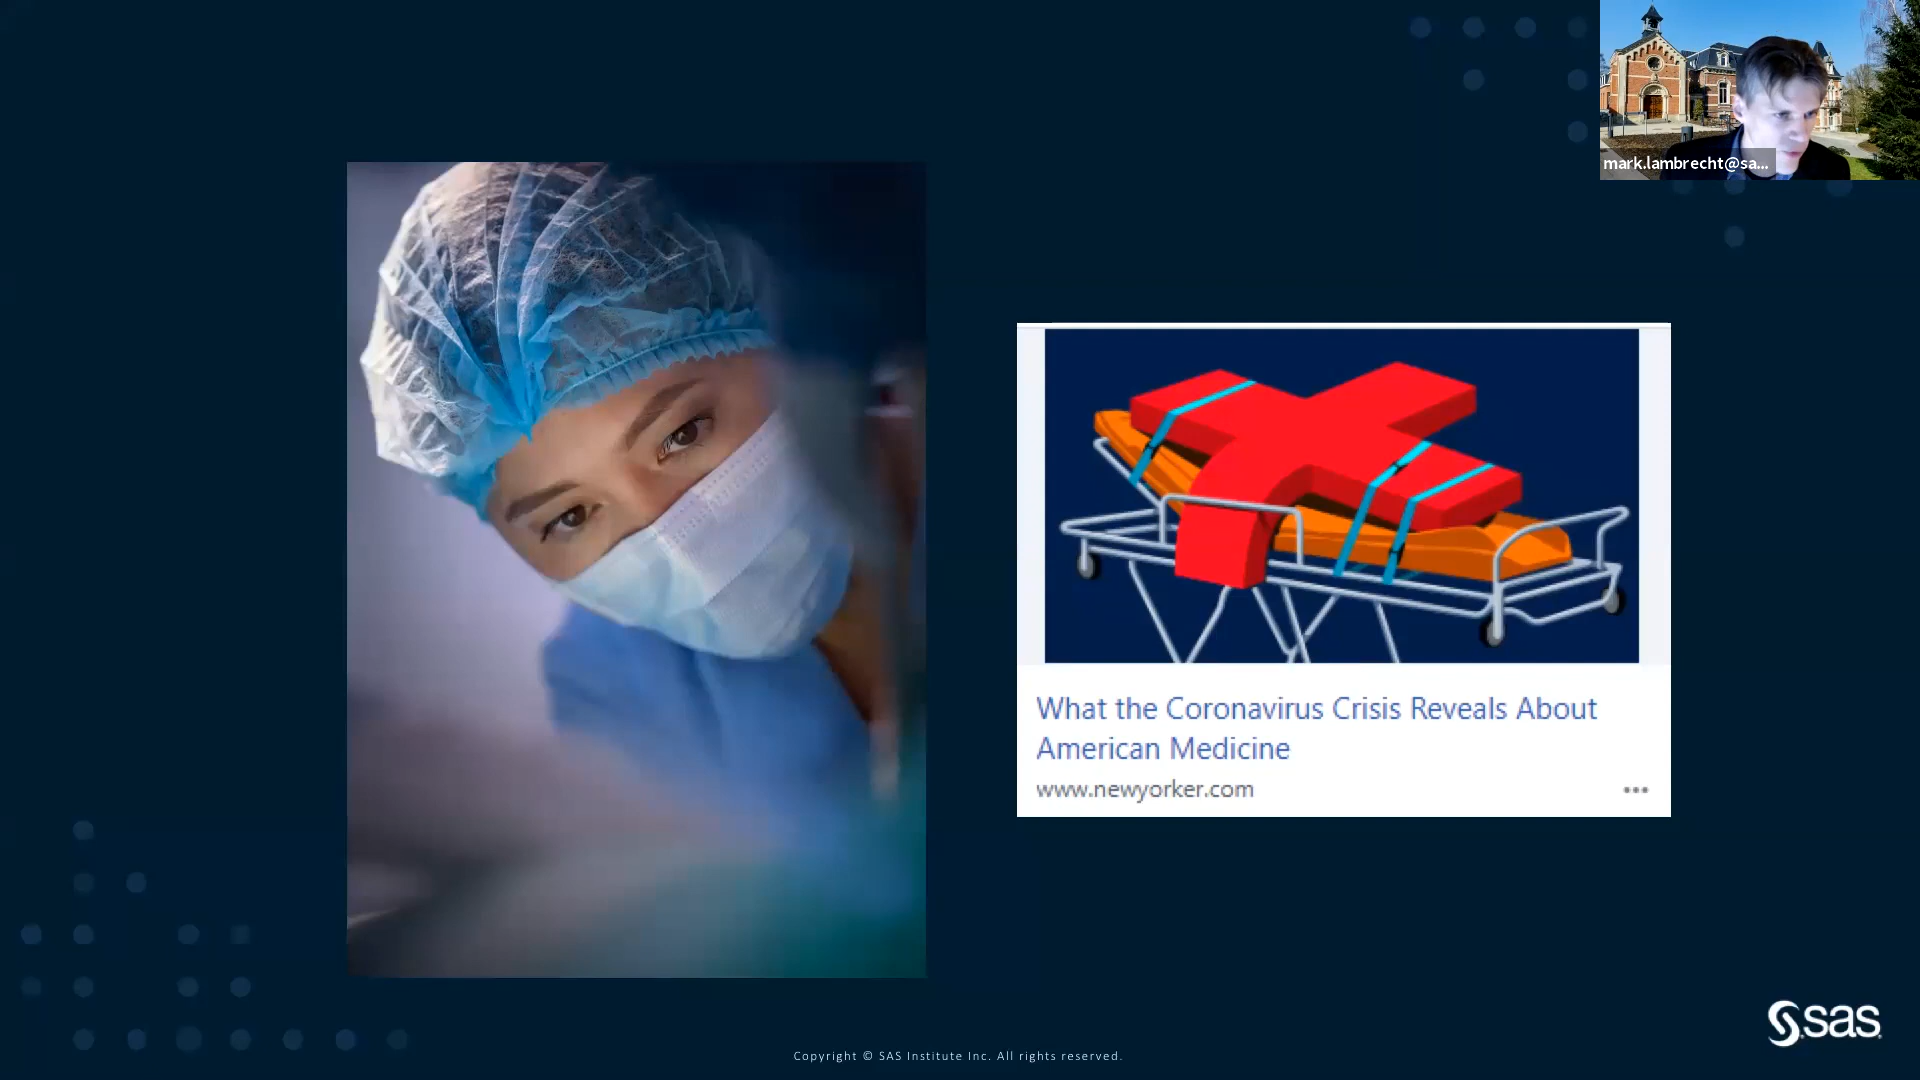 mark.lambrecht@sa...
What the Coronavirus Crisis Reveals About
American Medicine
www.newyorker.com
sas
Copyright © SAS Institute Inc. All rights reserved.